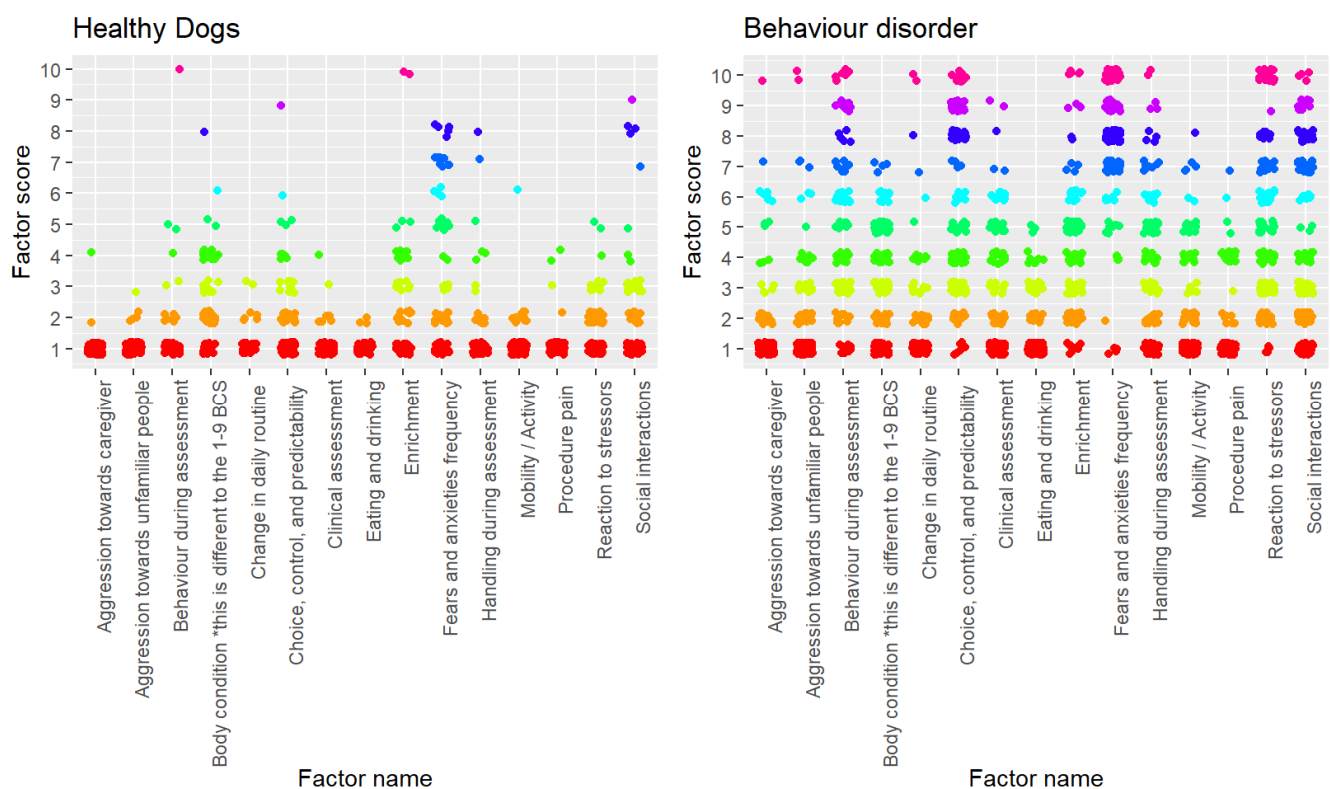 Healthy Dogs
Factor score
10
9
8
7
6
5
4
3
2
1
Aggression towards caregiver
Aggression towards unfamiliar people
Behaviour during assessment
Body condition *this is different to the 1-9 BCS
Change in daily routine
Choice, control, and predictability
Clinical assessment
Eating and drinking
Enrichment
Fears and anxieties frequency
Handling during assessment
Mobility / Activity
Procedure pain
Reaction to stressors
Social interactions
Factor name
Behaviour disorder
Factor score
10
9
8
7
6
5
4
3
2
1
Aggression towards caregiver
Aggression towards unfamiliar people
Behaviour during assessment
Body condition *this is different to the 1-9 BCS
Change in daily routine
Choice, control, and predictability
Clinical assessment
Eating and drinking
Enrichment
Fears and anxieties frequency
Handling during assessment
Mobility / Activity
Procedure pain
Reaction to stressors
Social interactions
Factor name